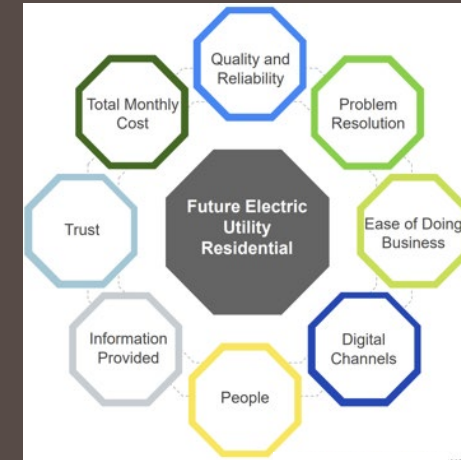 Quality and
Reliability
Problem
Resolution
Ease of Doing
Business
Digital
Channels
People
Information
Provided
Trust
Total Monthly
Cost
Future Electric
Utility
Residential